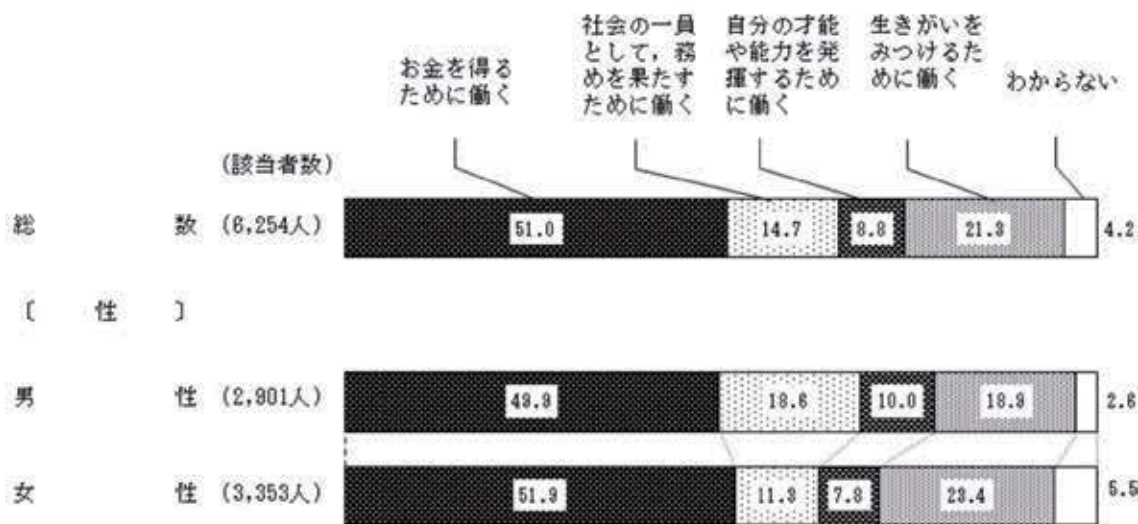 お金を得る
ために働く
社会の一員
として，務
めを果たす
ために働く
自分の才能
や能力を発
揮するため
に働く
生きがいを
みつけるた
めに働く
わからない
(該当者数)
総 数 (6,254人) 51.0 14.7 8.8 21.3 4.2
〔 性 〕
男 性 (2,901人) 49.9 18.6 10.0 18.9 2.6
女 性 (3,353人) 51.9 11.3 7.8 23.4 5.5